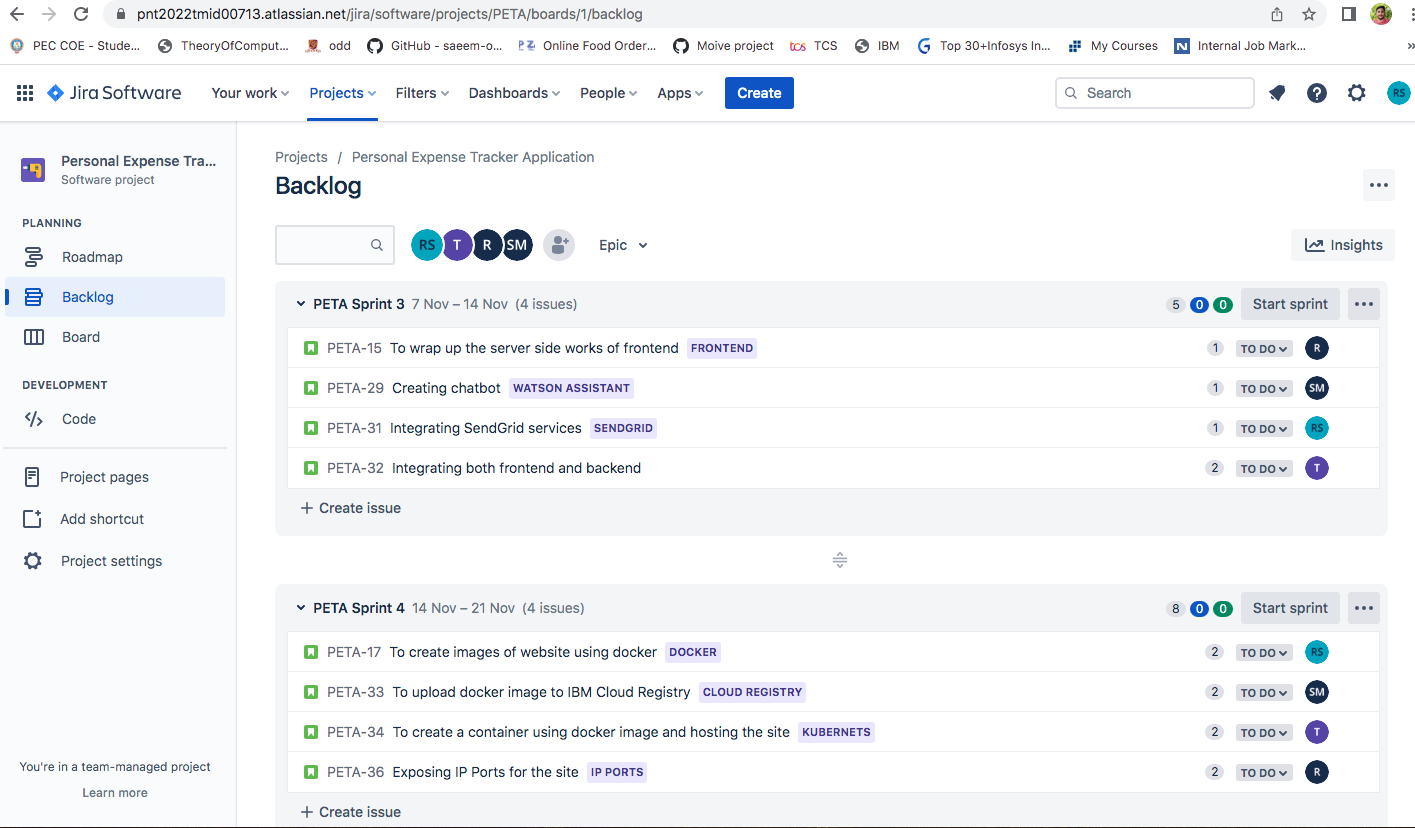 pnt2022tmid00713.atlassian.net/jira/software/projects/PETA/boards/1/backlog
PEC COE - Stude... TheoryOfComput... odd GitHub - saeem-o... PZ Online Food Order... Moive project tcs TCS IBM G Top 30+Infosys In... My Courses N Internal Job Mark... »
Jira Software Your work Projects Filters Dashboards People Apps Create Search RS
Personal Expense Tra...
Software project
PLANNING
Roadmap
Backlog
Board
DEVELOPMENT
Code
Project pages
Add shortcut
Project settings
You're in a team-managed project
Learn more
Projects / Personal Expense Tracker Application
Backlog
RS T R SM Epic Insights
PETA Sprint 3 7 Nov – 14 Nov (4 issues) 5 0 0 Start sprint
PETA-15 To wrap up the server side works of frontend FRONTEND 1 TO DO R
PETA-29 Creating chatbot WATSON ASSISTANT 1 TO DO SM
PETA-31 Integrating SendGrid services SENDGRID 1 TO DO RS
PETA-32 Integrating both frontend and backend 2 TO DO T
+ Create issue
PETA Sprint 4 14 Nov – 21 Nov (4 issues) 8 0 0 Start sprint
PETA-17 To create images of website using docker DOCKER 2 TO DO RS
PETA-33 To upload docker image to IBM Cloud Registry CLOUD REGISTRY 2 TO DO SM
PETA-34 To create a container using docker image and hosting the site KUBERNETS 2 TO DO T
PETA-36 Exposing IP Ports for the site IP PORTS 2 TO DO R
+ Create issue